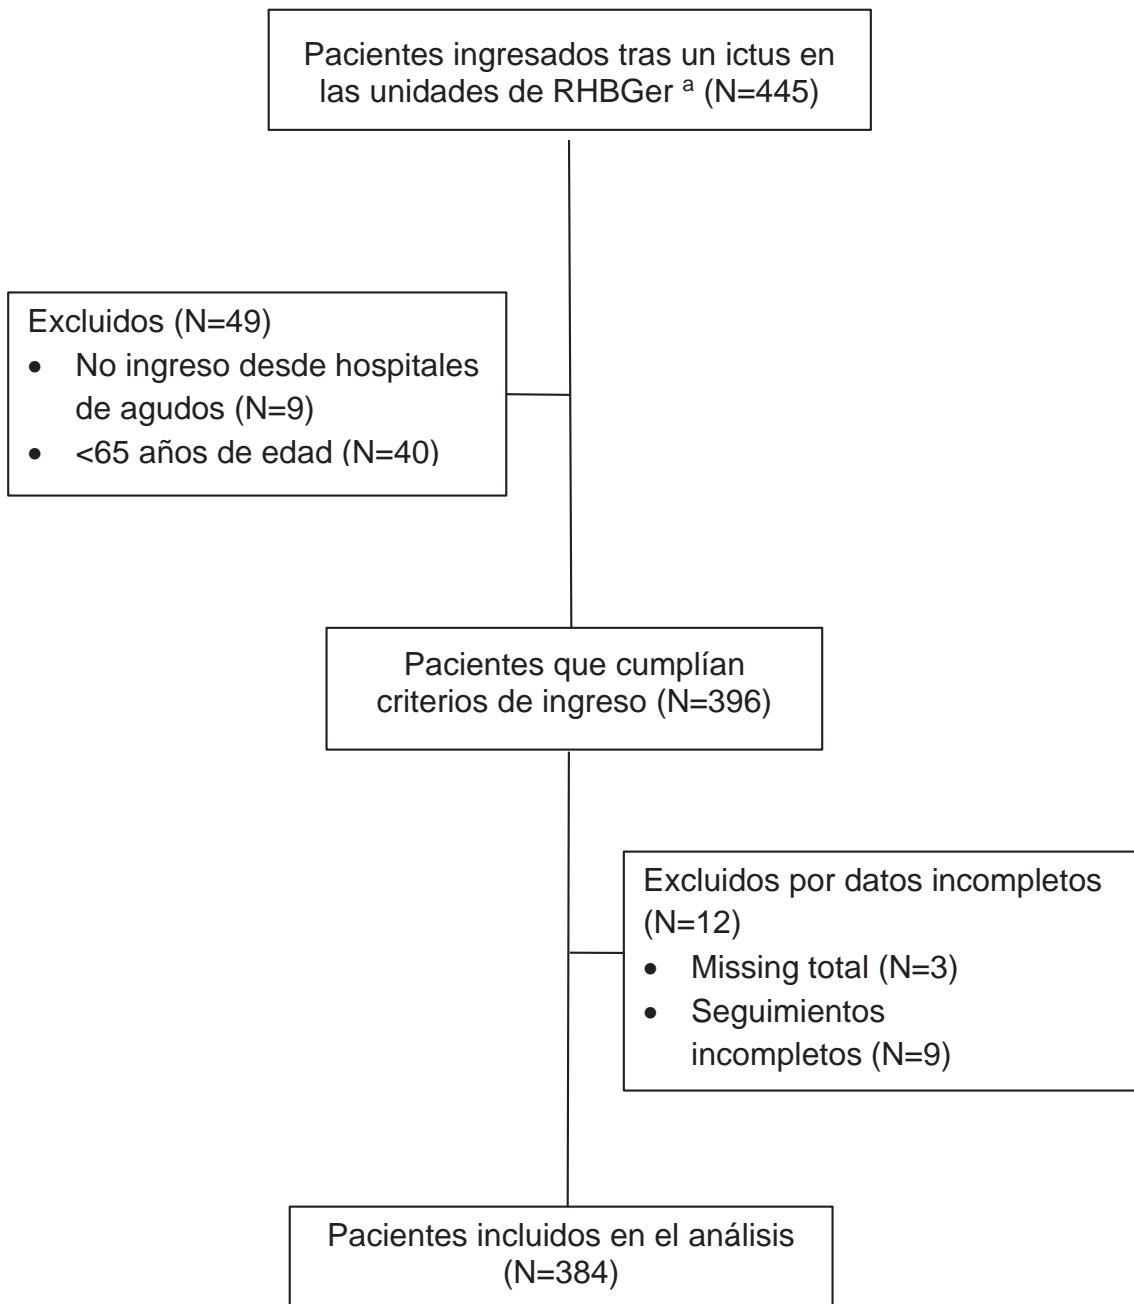 Pacientes ingresados tras un ictus en
las unidades de RHBGer ª (N=445)
Excluidos (N=49)
• No ingreso desde hospitales
de agudos (N=9)
• <65 años de edad (N=40)
Pacientes que cumplían
criterios de ingreso (N=396)
Excluidos por datos incompletos
(N=12)
• Missing total (N=3)
• Seguimientos
incompletos (N=9)
Pacientes incluidos en el análisis
(N=384)